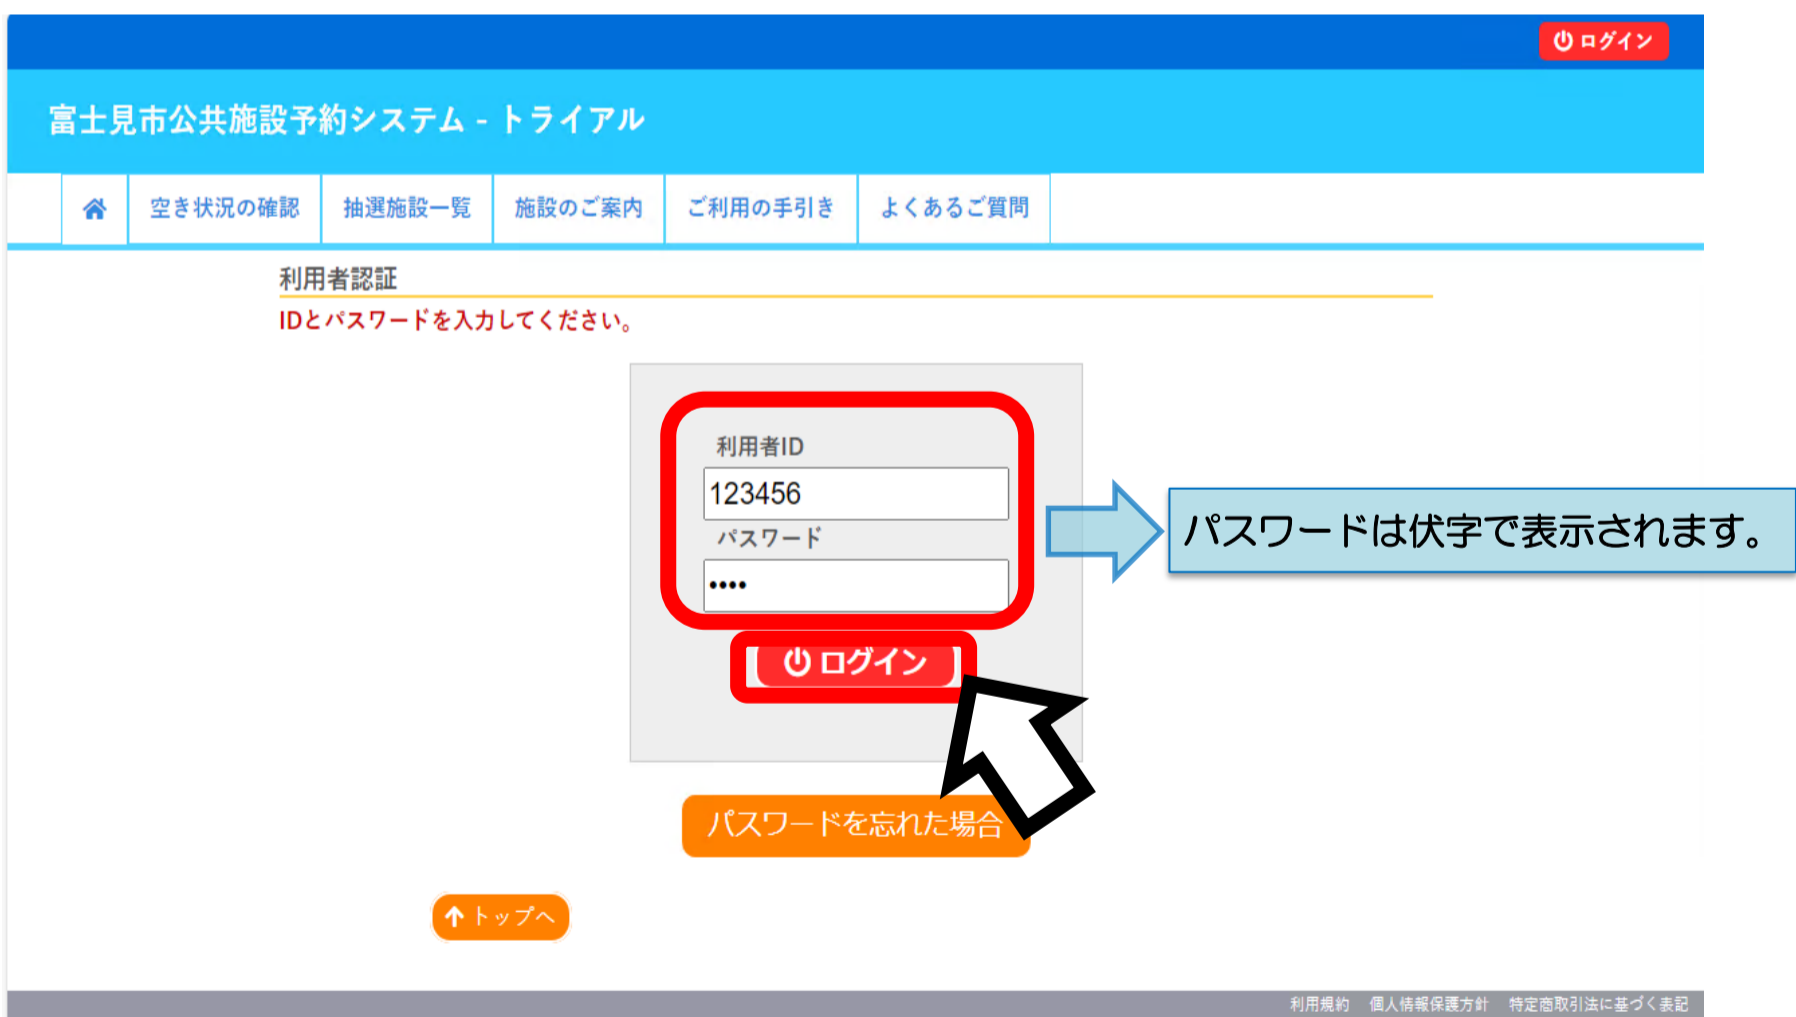 ログイン
富士見市公共施設予約システム - トライアル
空き状況の確認 抽選施設一覧 施設のご案内 ご利用の手引き よくあるご質問
利用者認証
IDとパスワードを入力してください。
利用者ID
123456
パスワード
••••
パスワードは伏字で表示されます。
ログイン
パスワードを忘れた場合
トップへ
利用規約 個人情報保護方針 特定商取引法に基づく表記